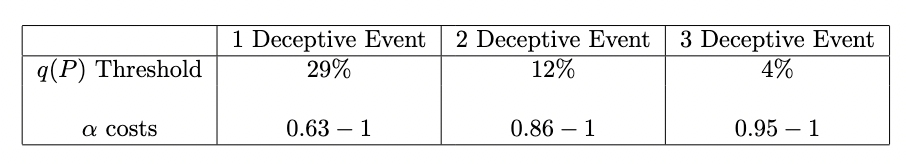 1 Deceptive Event 2 Deceptive Event 3 Deceptive Event
q(P) Threshold 29% 12% 4%
α costs 0.63 – 1 0.86 – 1 0.95 – 1